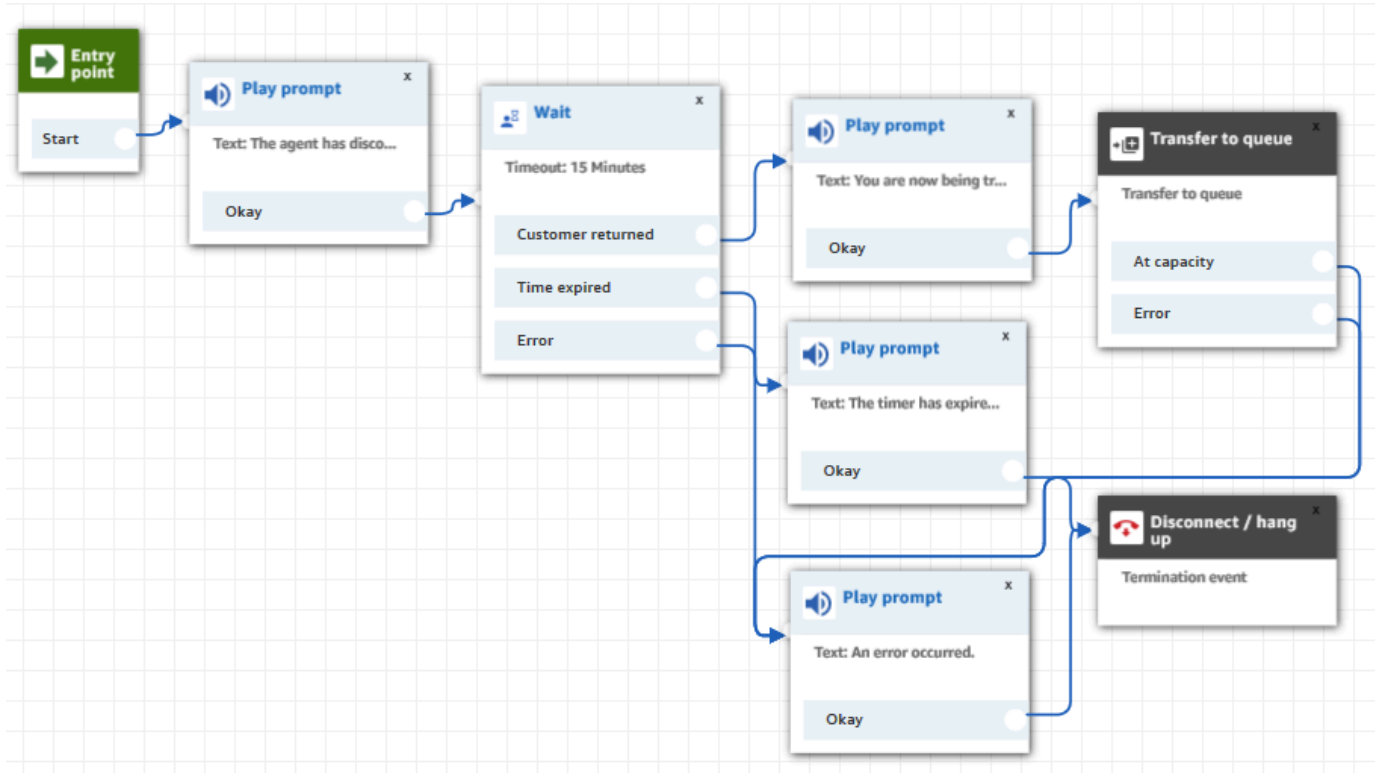 Entry
point
Start
x
Play prompt
Text: The agent has disco...
Okay
x
Wait
Timeout: 15 Minutes
Customer returned
Time expired
Error
x
Play prompt
Text: You are now being tr...
Okay
x
Transfer to queue
Transfer to queue
At capacity
Error
x
Play prompt
Text: The timer has expire...
Okay
x
Disconnect / hang
up
Termination event
x
Play prompt
Text: An error occurred.
Okay